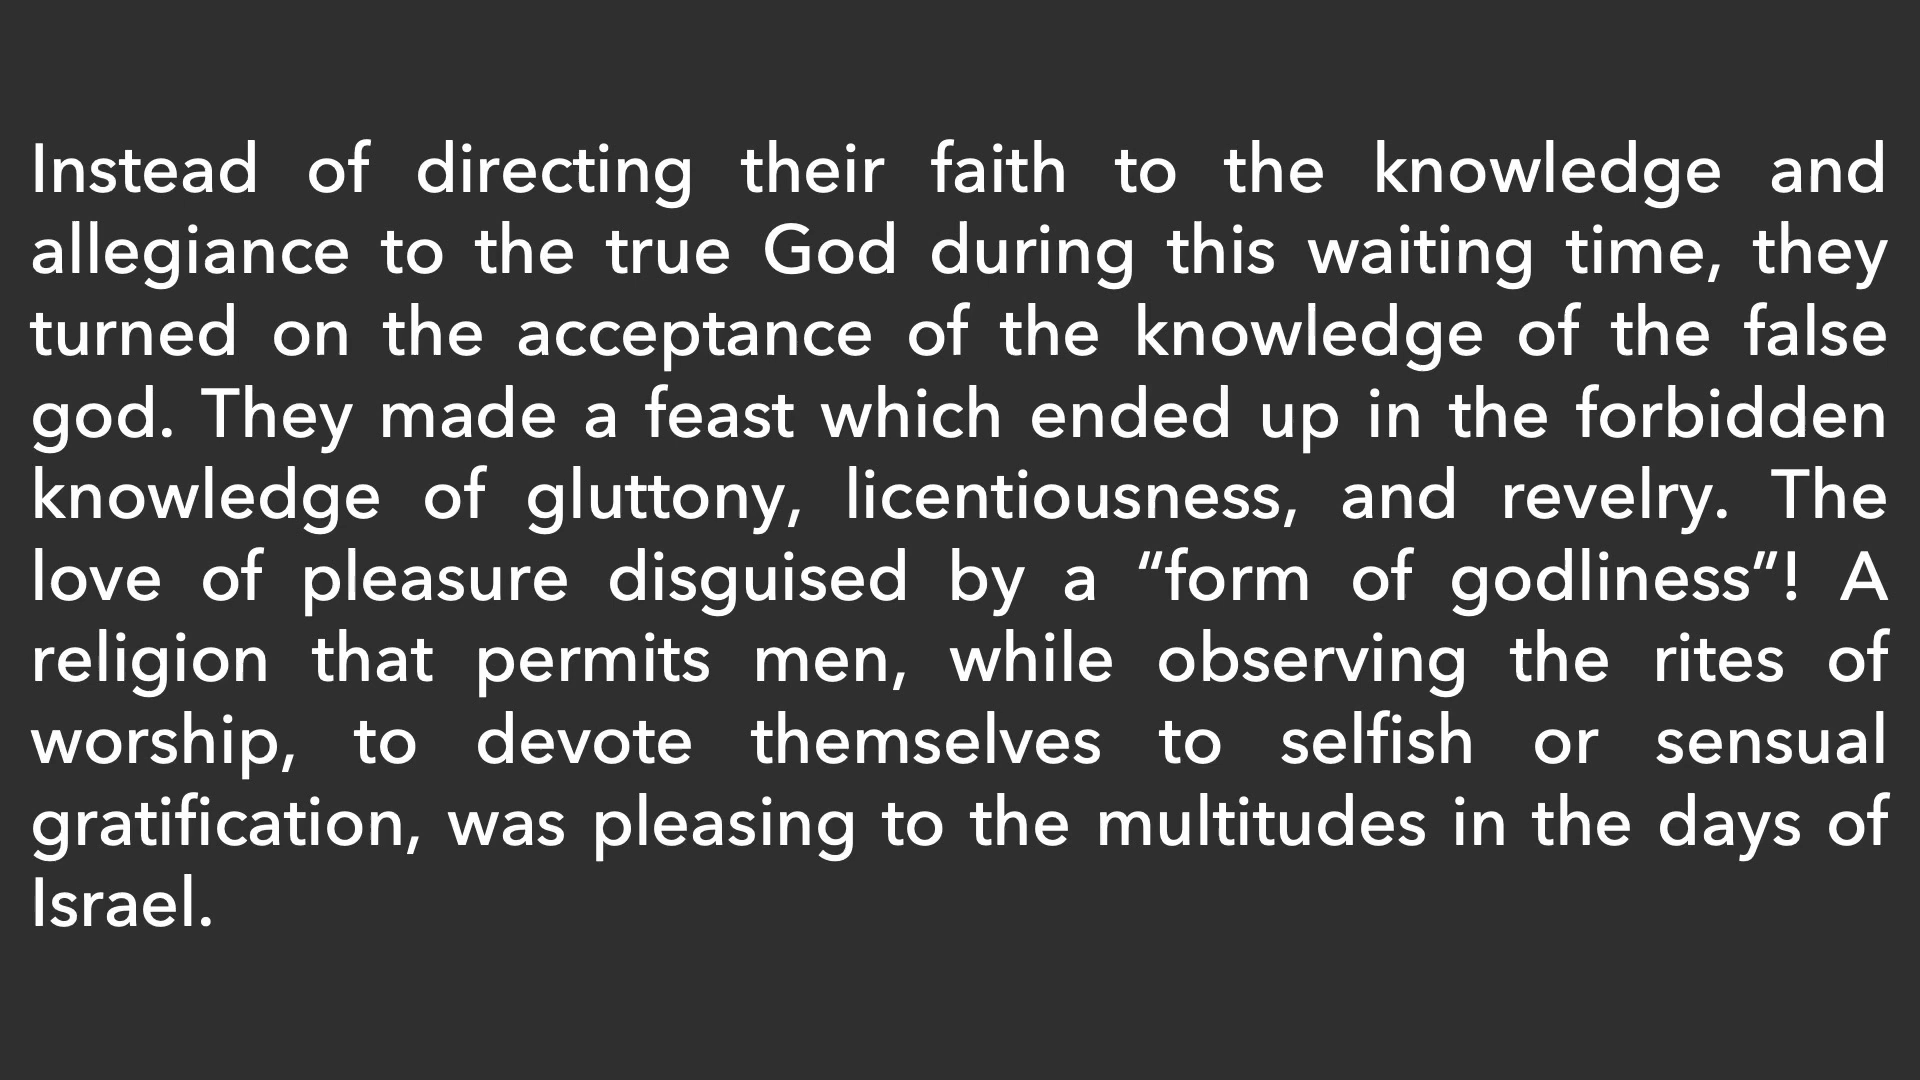 Instead of directing their faith to the knowledge and
allegiance to the true God during this waiting time, they
turned on the acceptance of the knowledge of the false
god. They made a feast which ended up in the forbidden
knowledge of gluttony, licentiousness, and revelry. The
love of pleasure disguised by a “form of godliness”! A
religion that permits men, while observing the rites of
worship, to devote themselves to selfish or sensual
gratification, was pleasing to the multitudes in the days of
Israel.